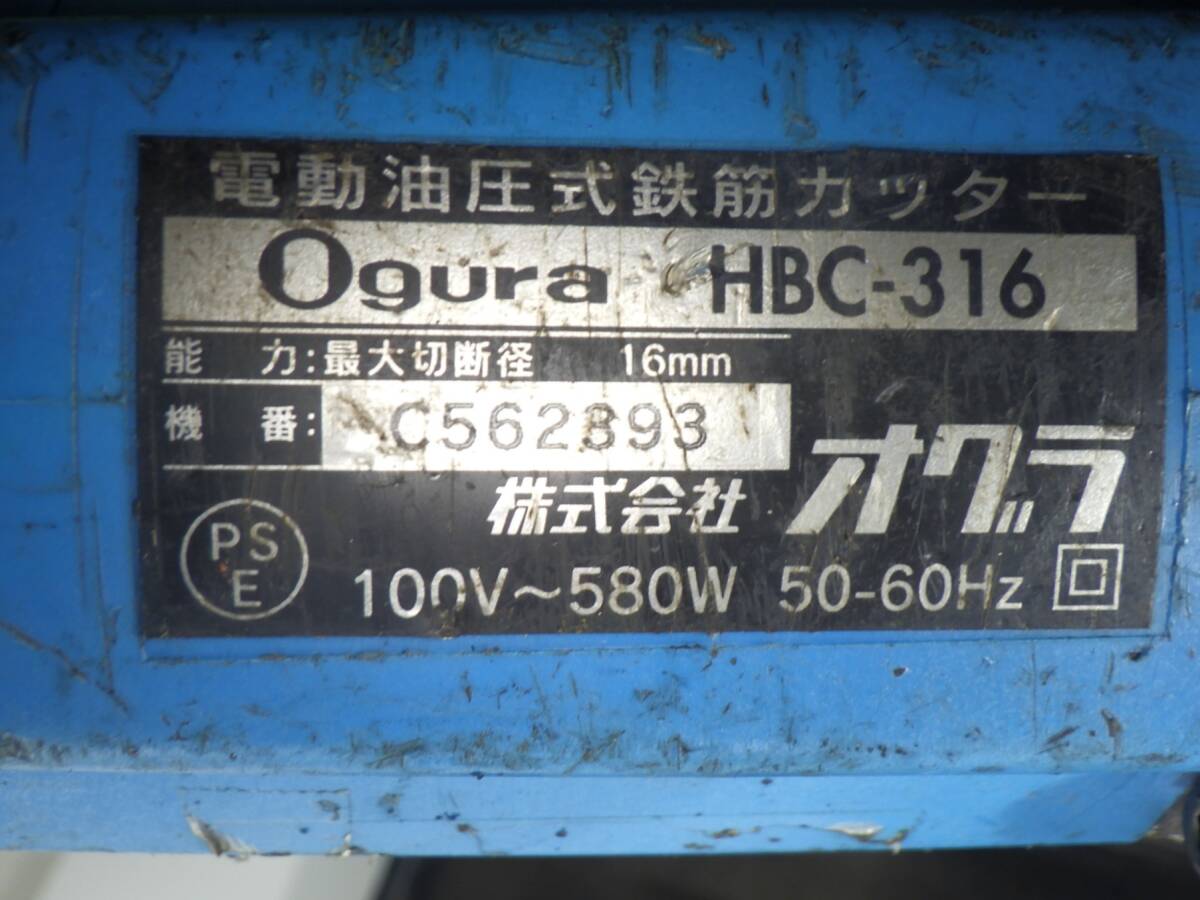 電動油圧式鉄筋カッター
Ogura HBC-316
能 力:最大切断径 16mm
機 番:C562893
株式会社 オグラ
PS
E
100V～580W 50-60Hz